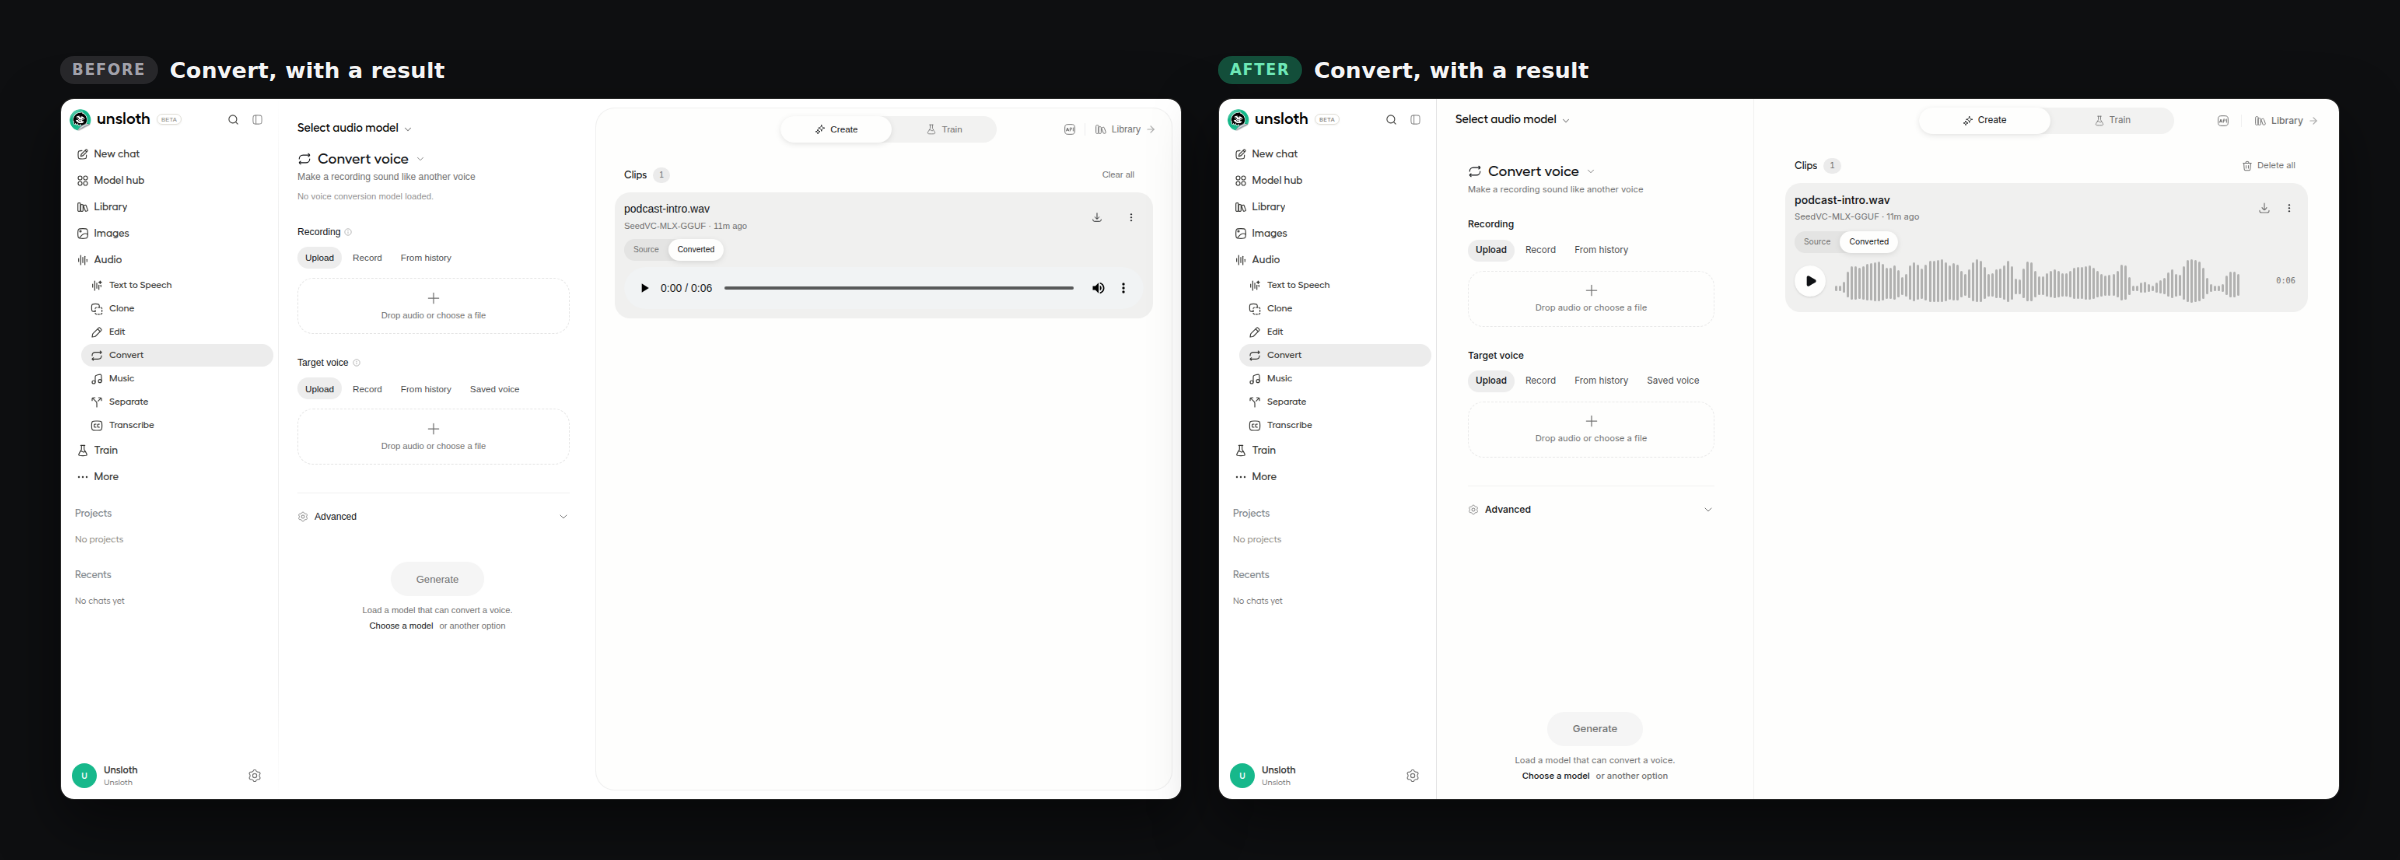 BEFORE Convert, with a result
unsloth BETA
New chat
Model hub
Library
Images
Audio
Text to Speech
Clone
Edit
Convert
Music
Separate
Transcribe
Train
More
Projects
No projects
Recents
No chats yet
U Unsloth
Unsloth
Select audio model
Convert voice
Make a recording sound like another voice
No voice conversion model loaded.
Recording
Upload Record From history
Drop audio or choose a file
Target voice
Upload Record From history Saved voice
Drop audio or choose a file
Advanced
Generate
Load a model that can convert a voice.
Choose a model or another option
Create Train API Library
Clips 1 Clear all
podcast-intro.wav
SeedVC-MLX-GGUF · 11m ago
Source Converted
0:00 / 0:06
AFTER Convert, with a result
unsloth BETA
New chat
Model hub
Library
Images
Audio
Text to Speech
Clone
Edit
Convert
Music
Separate
Transcribe
Train
More
Projects
No projects
Recents
No chats yet
U Unsloth
Unsloth
Select audio model
Convert voice
Make a recording sound like another voice
Recording
Upload Record From history
Drop audio or choose a file
Target voice
Upload Record From history Saved voice
Drop audio or choose a file
Advanced
Generate
Load a model that can convert a voice.
Choose a model or another option
Create Train API Library
Clips 1 Delete all
podcast-intro.wav
SeedVC-MLX-GGUF · 11m ago
Source Converted
0:06